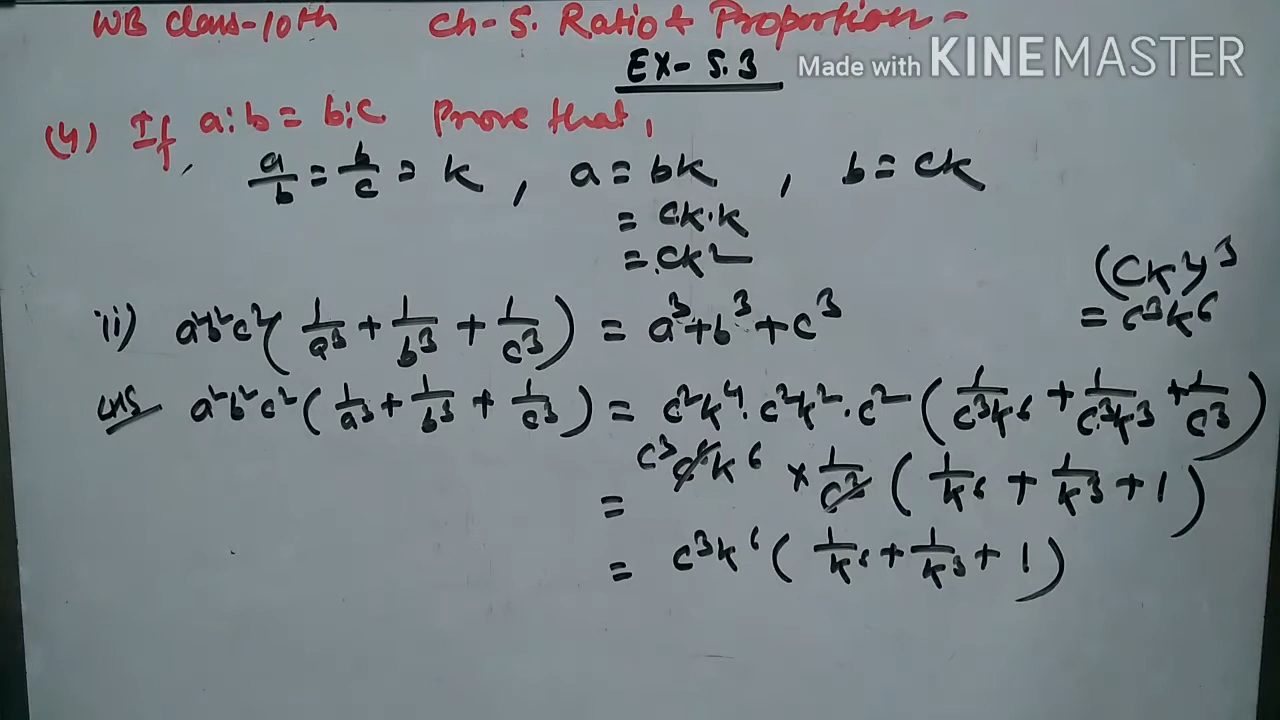 WB Class-10th Ch-5. Ratio & Proportion -
EX-5.3
Made with KINEMASTER
(4) If a:b = b:c prove that,
a/b = b/c = k, a = bk, b = ck
= ck·k
= ck²
(ck²)³
= c³k⁶
ii) a²b²c²(1/a³ + 1/b³ + 1/c³) = a³+b³+c³
LHS a²b²c²(1/a³ + 1/b³ + 1/c³) = c²k⁴·c²k²·c²(1/c³k⁶ + 1/c³k³ + 1/c³)
= c³ c⁶k⁶ × 1/c³ (1/k⁶ + 1/k³ + 1)
= c³k⁶(1/k⁶ + 1/k³ + 1)